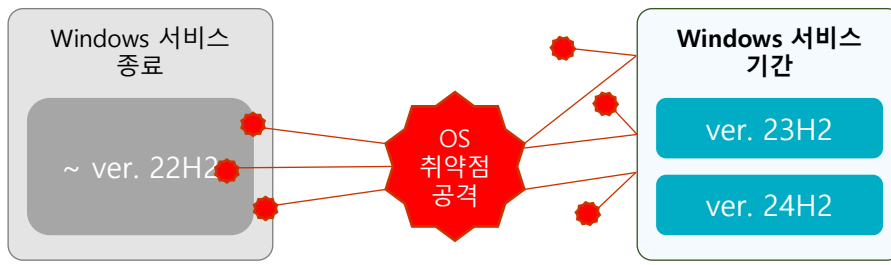 Windows 서비스
종료
~ ver. 22H2
OS
취약점
공격
Windows 서비스
기간
ver. 23H2
ver. 24H2